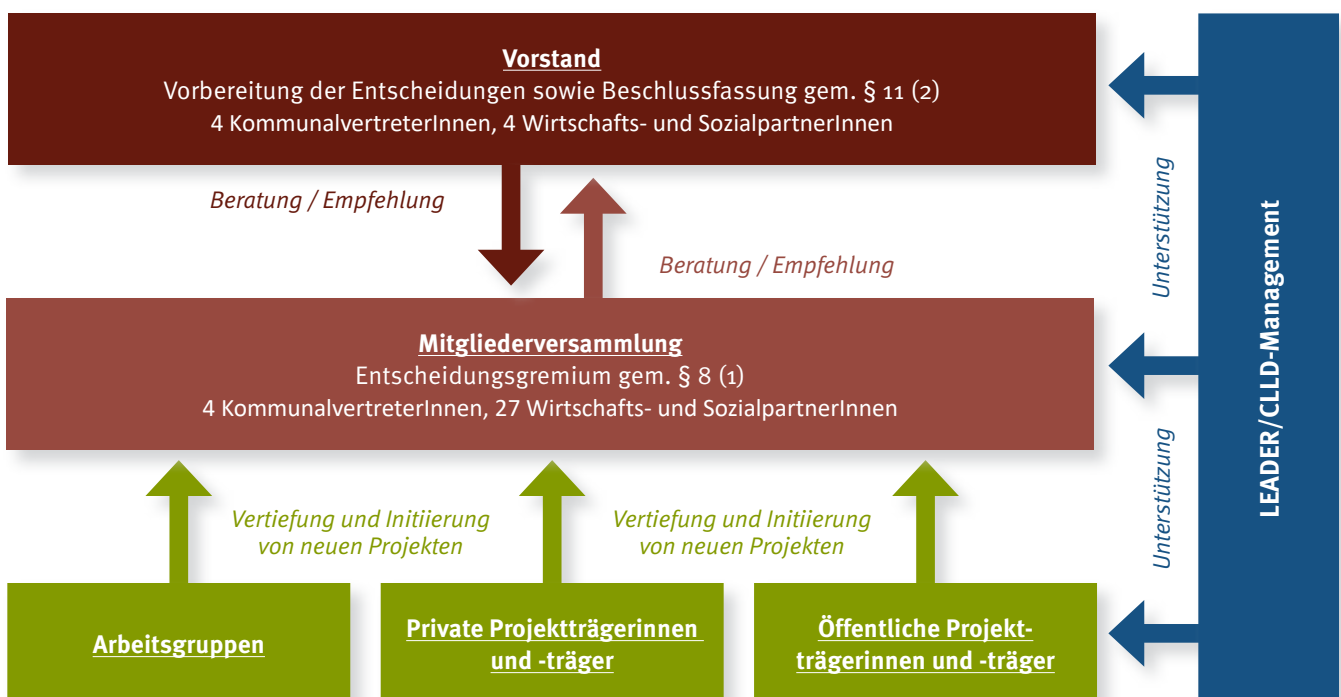 Vorstand
Vorbereitung der Entscheidungen sowie Beschlussfassung gem. § 11 (2)
4 KommunalvertreterInnen, 4 Wirtschafts- und SozialpartnerInnen
Beratung / Empfehlung
Beratung / Empfehlung
Mitgliederversammlung
Entscheidungsgremium gem. § 8 (1)
4 KommunalvertreterInnen, 27 Wirtschafts- und SozialpartnerInnen
Vertiefung und Initiierung
von neuen Projekten
Vertiefung und Initiierung
von neuen Projekten
Arbeitsgruppen
Private Projektträgerinnen
und -träger
Öffentliche Projekt-
trägerinnen und -träger
Unterstützung
Unterstützung
LEADER/CLLD-Management